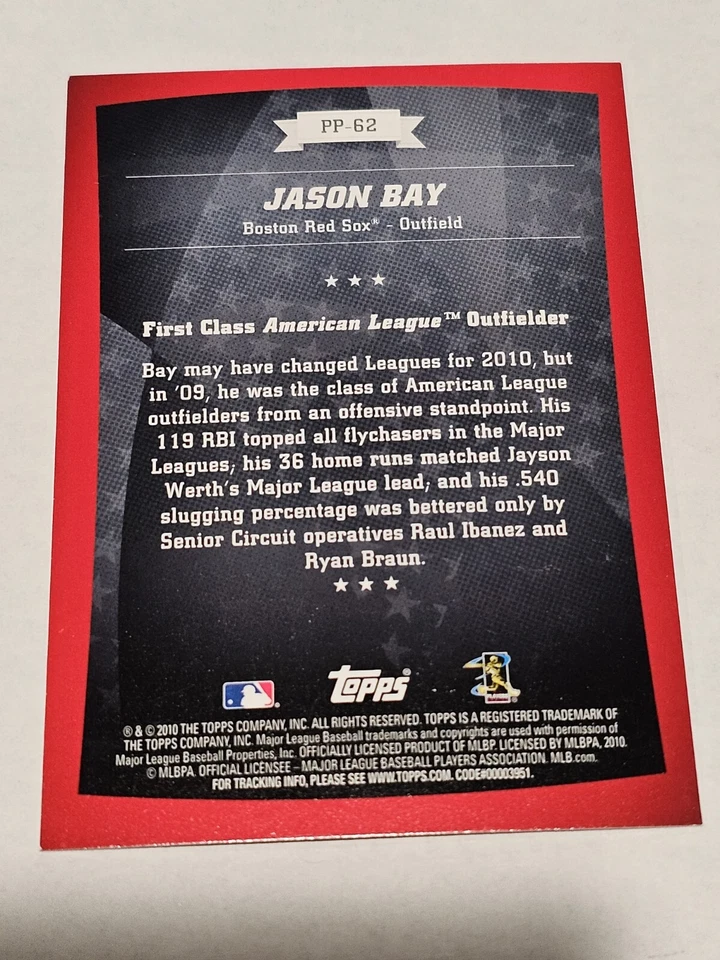 PP-62
JASON BAY
Boston Red Sox® - Outfield
First Class American League™ Outfielder
Bay may have changed Leagues for 2010, but
in '09, he was the class of American League
outfielders from an offensive standpoint. His
119 RBI topped all flychasers in the Major
Leagues; his 36 home runs matched Jayson
Werth's Major League lead; and his .540
slugging percentage was bettered only by
Senior Circuit operatives Raul Ibanez and
Ryan Braun.
Topps®
® & © 2010 THE TOPPS COMPANY, INC. ALL RIGHTS RESERVED. TOPPS IS A REGISTERED TRADEMARK OF
THE TOPPS COMPANY, INC. Major League Baseball trademarks and copyrights are used with permission of
Major League Baseball Properties, Inc. OFFICIALLY LICENSED PRODUCT OF MLBP. LICENSED BY MLBPA, 2010.
© MLBPA. OFFICIAL LICENSEE – MAJOR LEAGUE BASEBALL PLAYERS ASSOCIATION. MLB.com.
FOR TRACKING INFO, PLEASE SEE WWW.TOPPS.COM. CODE#00003951.